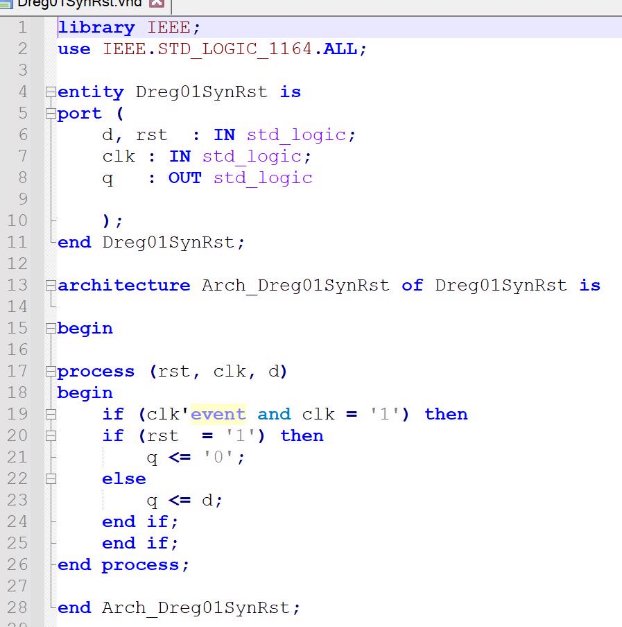 Dreg01SynRst.vhd
1 library IEEE;
2 use IEEE.STD_LOGIC_1164.ALL;
3
4 entity Dreg01SynRst is
5 port (
6 d, rst : IN std_logic;
7 clk : IN std_logic;
8 q : OUT std_logic
9
10 );
11 end Dreg01SynRst;
12
13 architecture Arch_Dreg01SynRst of Dreg01SynRst is
14
15 begin
16
17 process (rst, clk, d)
18 begin
19 if (clk'event and clk = '1') then
20 if (rst = '1') then
21 q <= '0';
22 else
23 q <= d;
24 end if;
25 end if;
26 end process;
27
28 end Arch_Dreg01SynRst;
29